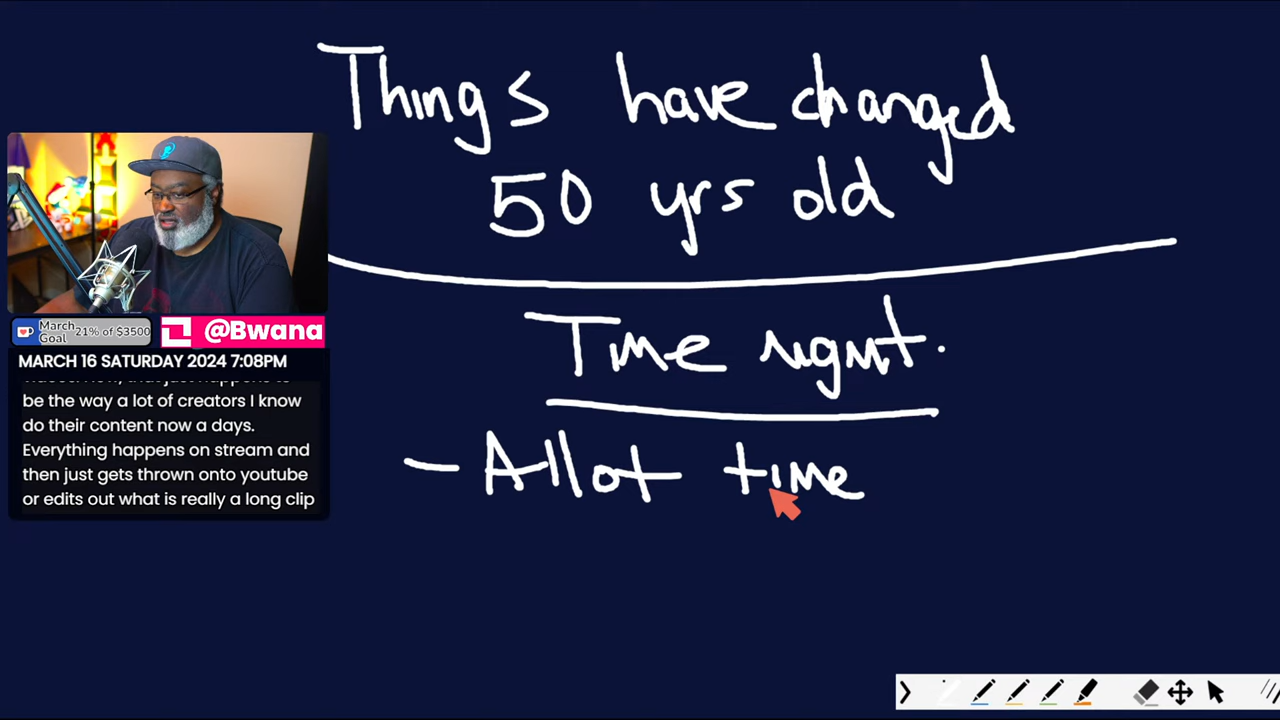 Things have changed
50 yrs old
Time mgmt.
- Allot time
March Goal 21% of $3500
@Bwana
MARCH 16 SATURDAY 2024 7:08PM
be the way a lot of creators I know
do their content now a days.
Everything happens on stream and
then just gets thrown onto youtube
or edits out what is really a long clip